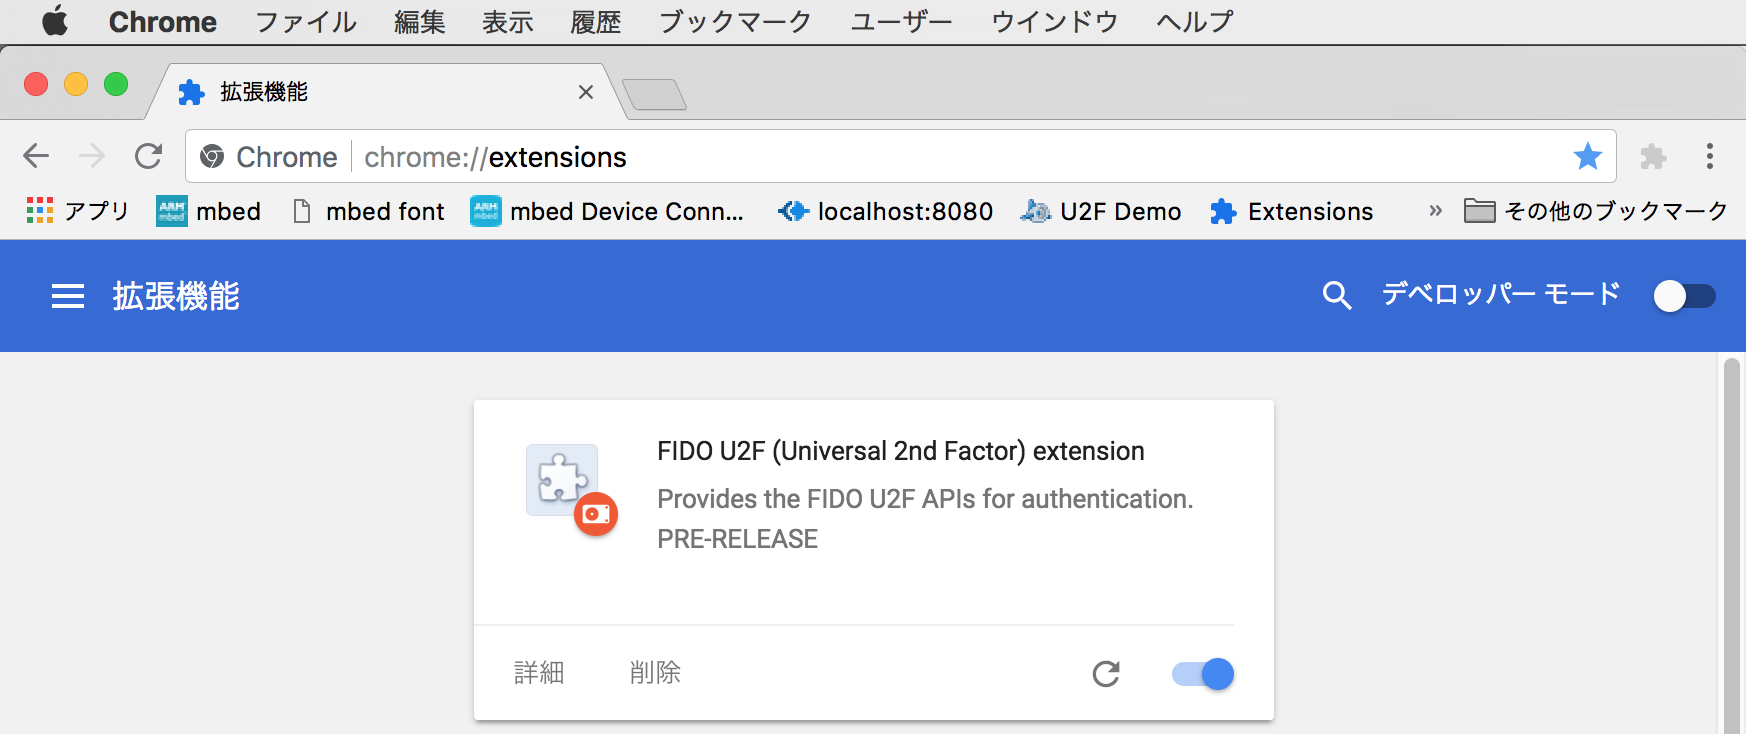 Chrome ファイル 編集 表示 履歴 ブックマーク ユーザー ウインドウ ヘルプ
拡張機能 ×
Chrome chrome://extensions
アプリ ARM mbed mbed mbed font ARM mbed mbed Device Conn... localhost:8080 U2F Demo Extensions » その他のブックマーク
拡張機能 デベロッパー モード
FIDO U2F (Universal 2nd Factor) extension
Provides the FIDO U2F APIs for authentication.
PRE-RELEASE
詳細 削除